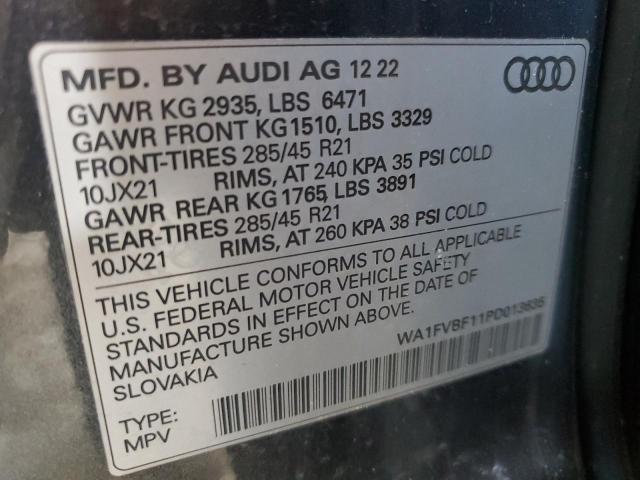 MFD. BY AUDI AG 12 22
GVWR KG 2935, LBS 6471
GAWR FRONT KG1510, LBS 3329
FRONT-TIRES 285/45 R21
10JX21 RIMS, AT 240 KPA 35 PSI COLD
GAWR REAR KG 1765, LBS 3891
REAR-TIRES 285/45 R21
10JX21 RIMS, AT 260 KPA 38 PSI COLD
THIS VEHICLE CONFORMS TO ALL APPLICABLE
U.S. FEDERAL MOTOR VEHICLE SAFETY
STANDARDS IN EFFECT ON THE DATE OF
MANUFACTURE SHOWN ABOVE.
SLOVAKIA
WA1FVBF11PD013635
TYPE:
MPV